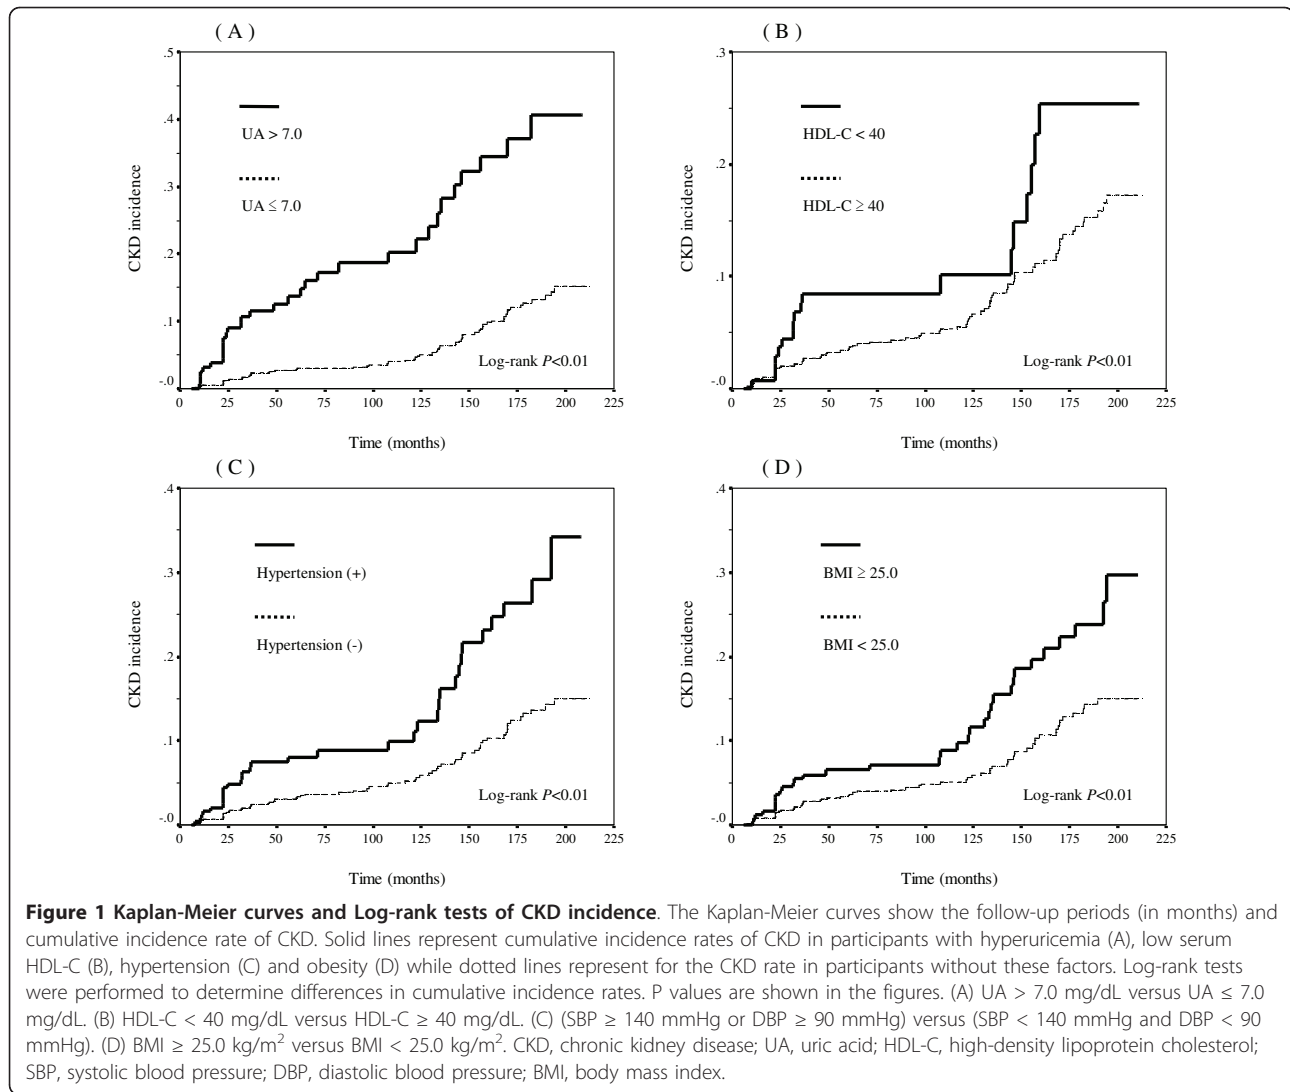 ( A )
.5
.4
.3
.2
.1
-.0
CKD incidence
UA > 7.0
UA ≤ 7.0
Log-rank P<0.01
0 25 50 75 100 125 150 175 200 225
Time (months)
( B )
.3
.2
.1
-.0
CKD incidence
HDL-C < 40
HDL-C ≥ 40
Log-rank P<0.01
0 25 50 75 100 125 150 175 200 225
Time (months)
( C )
.4
.3
.2
.1
-.0
CKD incidence
Hypertension (+)
Hypertension (-)
Log-rank P<0.01
0 25 50 75 100 125 150 175 200 225
Time (months)
( D )
.4
.3
.2
.1
-.0
CKD incidence
BMI ≥ 25.0
BMI < 25.0
Log-rank P<0.01
0 25 50 75 100 125 150 175 200 225
Time (months)
Figure 1 Kaplan-Meier curves and Log-rank tests of CKD incidence. The Kaplan-Meier curves show the follow-up periods (in months) and
cumulative incidence rate of CKD. Solid lines represent cumulative incidence rates of CKD in participants with hyperuricemia (A), low serum
HDL-C (B), hypertension (C) and obesity (D) while dotted lines represent for the CKD rate in participants without these factors. Log-rank tests
were performed to determine differences in cumulative incidence rates. P values are shown in the figures. (A) UA > 7.0 mg/dL versus UA ≤ 7.0
mg/dL. (B) HDL-C < 40 mg/dL versus HDL-C ≥ 40 mg/dL. (C) (SBP ≥ 140 mmHg or DBP ≥ 90 mmHg) versus (SBP < 140 mmHg and DBP < 90
mmHg). (D) BMI ≥ 25.0 kg/m² versus BMI < 25.0 kg/m². CKD, chronic kidney disease; UA, uric acid; HDL-C, high-density lipoprotein cholesterol;
SBP, systolic blood pressure; DBP, diastolic blood pressure; BMI, body mass index.